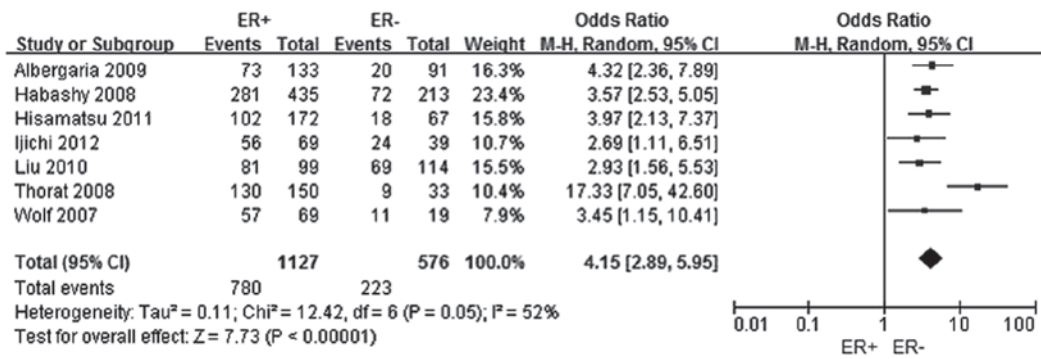 ER+ ER- Odds Ratio Odds Ratio
Study or Subgroup Events Total Events Total Weight M-H, Random, 95% CI M-H, Random, 95% CI
Albergaria 2009 73 133 20 91 16.3% 4.32 [2.36, 7.89]
Habashy 2008 281 435 72 213 23.4% 3.57 [2.53, 5.05]
Hisamatsu 2011 102 172 18 67 15.8% 3.97 [2.13, 7.37]
Ijichi 2012 56 69 24 39 10.7% 2.69 [1.11, 6.51]
Liu 2010 81 99 69 114 15.5% 2.93 [1.56, 5.53]
Thorat 2008 130 150 9 33 10.4% 17.33 [7.05, 42.60]
Wolf 2007 57 69 11 19 7.9% 3.45 [1.15, 10.41]
Total (95% CI) 1127 576 100.0% 4.15 [2.89, 5.95]
Total events 780 223
Heterogeneity: Tau² = 0.11; Chi² = 12.42, df = 6 (P = 0.05); I² = 52%
Test for overall effect: Z = 7.73 (P < 0.00001)
0.01 0.1 1 10 100
ER+ ER-